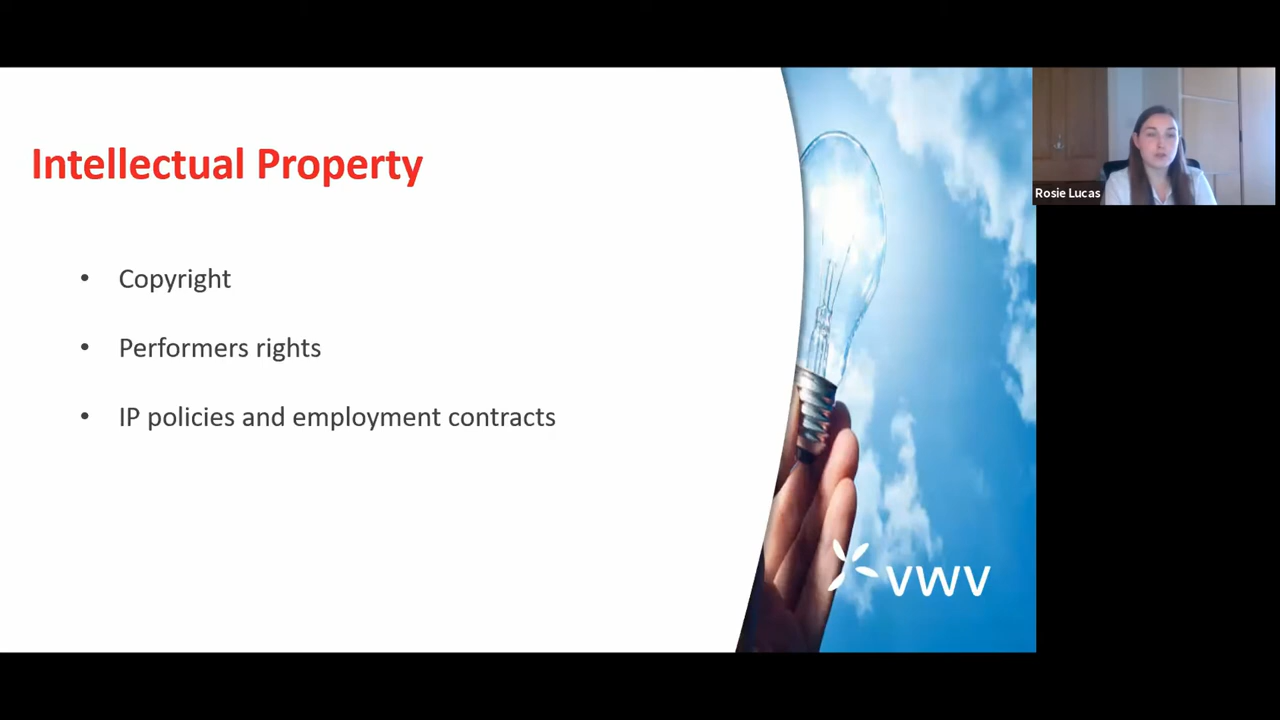 Intellectual Property
• Copyright
• Performers rights
• IP policies and employment contracts
vwv
Rosie Lucas